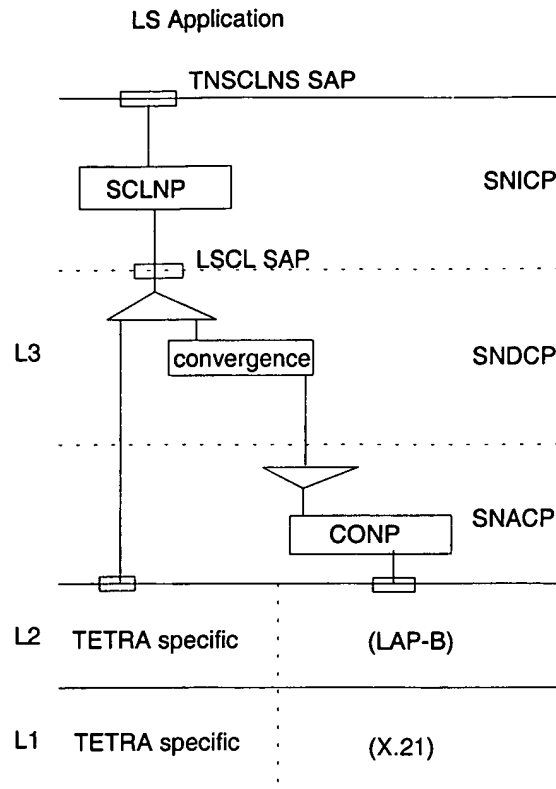 LS Application
TNSCLNS SAP
SCLNP
SNICP
LSCL SAP
L3
convergence
SNDCP
SNACP
CONP
L2 TETRA specific (LAP-B)
L1 TETRA specific (X.21)